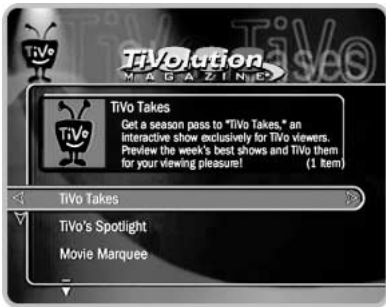 TiVo
TiVolution
MAGAZINE
TiVo Takes
TiVo
Get a season pass to "TiVo Takes," an
interactive show exclusively for TiVo viewers.
Preview the week's best shows and TiVo them
for your viewing pleasure! (1 Item)
TiVo Takes
TiVo's Spotlight
Movie Marquee